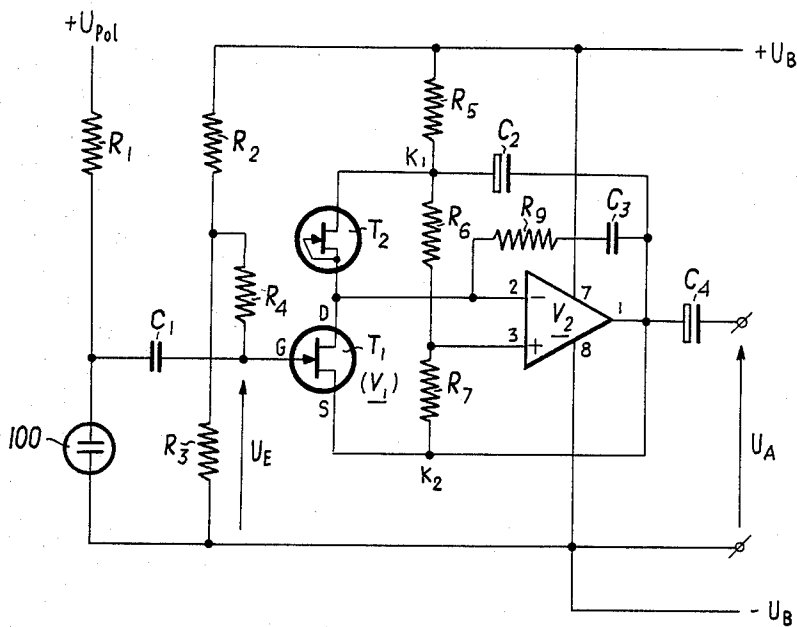 +U_Pol
+U_B
R_1
R_2
R_5
C_2
K_1
T_2
R_6
R_9
C_3
R_4
2
−
7
V_2
1
C_4
3
+
8
C_1
D
G
T_1
(V_1)
S
R_7
100
R_3
U_E
K_2
U_A
- U_B